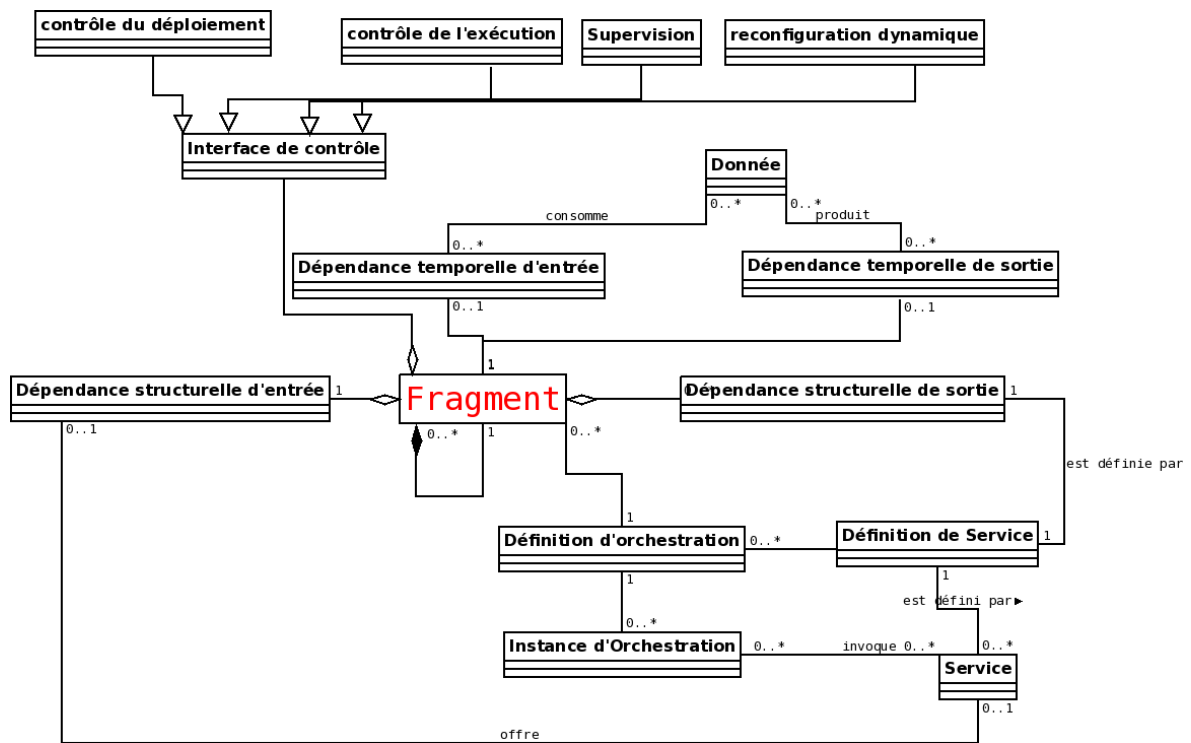 contrôle du déploiement
contrôle de l'exécution
Supervision
reconfiguration dynamique
Interface de contrôle
Donnée
0..*
0..*
consomme
produit
0..*
0..*
Dépendance temporelle d'entrée
Dépendance temporelle de sortie
0..1
0..1
1
Dépendance structurelle d'entrée
1
Fragment
Dépendance structurelle de sortie
1
0..1
0..*
1
0..*
est définie par
1
Définition d'orchestration
0..*
Définition de Service
1
1
1
est défini par►
0..*
0..*
Instance d'Orchestration
0..*
invoque 0..*
Service
0..1
offre